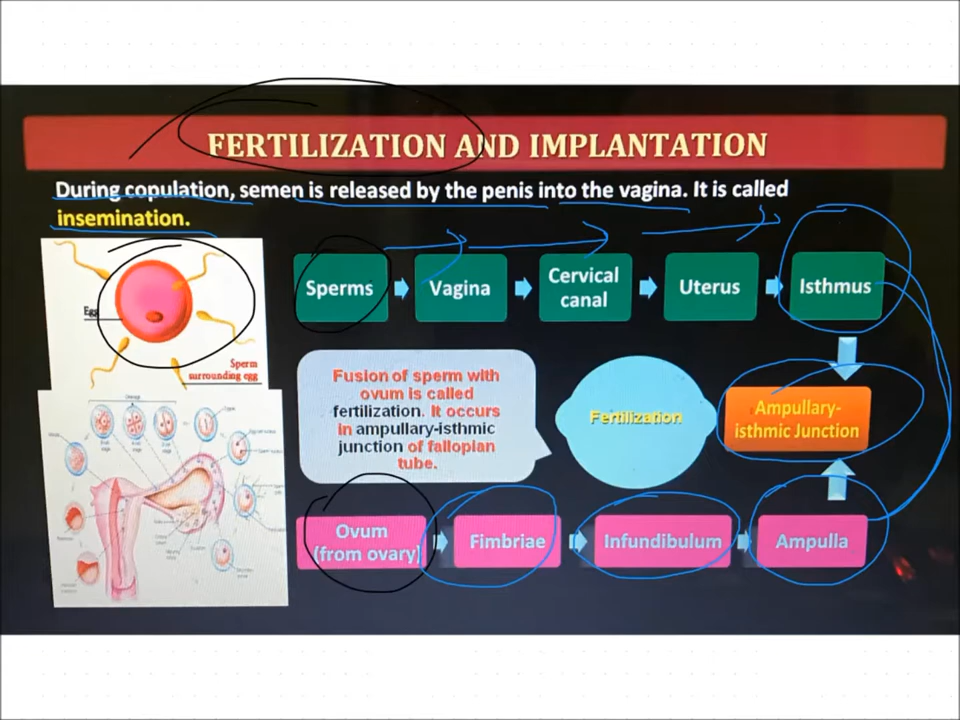 FERTILIZATION AND IMPLANTATION
During copulation, semen is released by the penis into the vagina. It is called
insemination.
Egg
Sperm
surrounding egg
Sperms
Vagina
Cervical
canal
Uterus
Isthmus
Fusion of sperm with
ovum is called
fertilization. It occurs
in ampullary-isthmic
junction of fallopian
tube.
Fertilization
Ampullary-
isthmic Junction
Ovum
(from ovary)
Fimbriae
Infundibulum
Ampulla